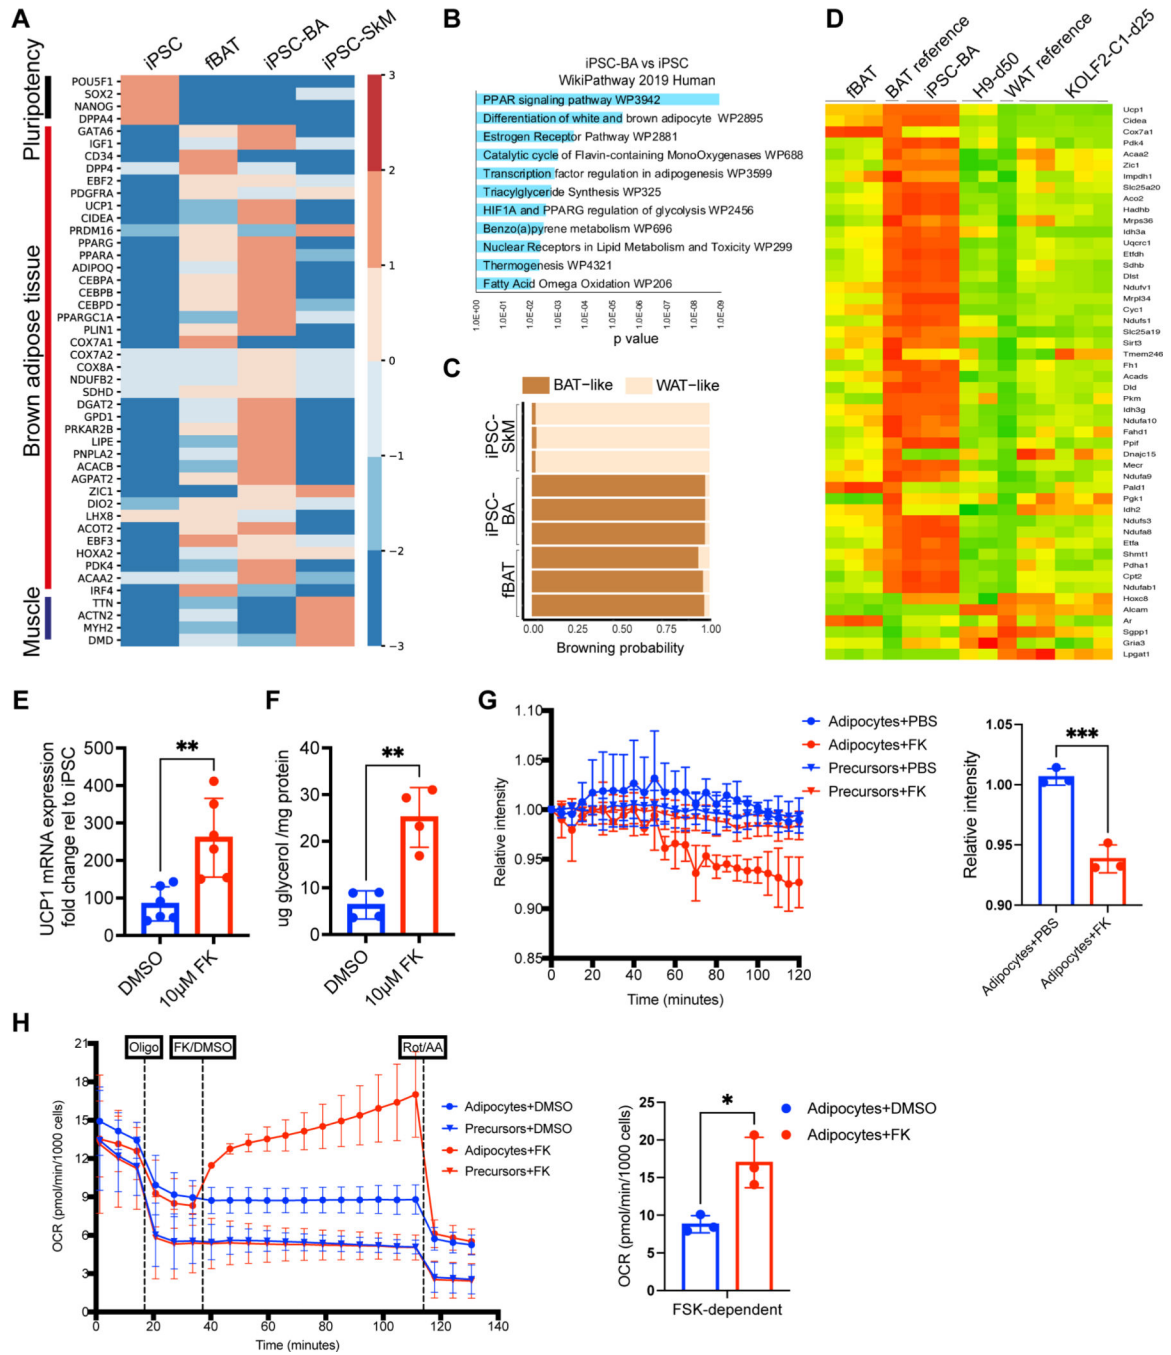 A
iPSC
fBAT
iPSC-BA
iPSC-SkM
Pluripotency
Brown adipose tissue
Muscle
POU5F1
SOX2
NANOG
DPPA4
GATA6
IGF1
CD34
DPP4
EBF2
PDGFRA
UCP1
CIDEA
PRDM16
PPARG
PPARA
ADIPOQ
CEBPA
CEBPB
CEBPD
PPARGC1A
PLIN1
COX7A1
COX7A2
COX8A
NDUFB2
SDHD
DGAT2
GPD1
PRKAR2B
LIPE
PNPLA2
ACACB
AGPAT2
ZIC1
DIO2
LHX8
ACOT2
EBF3
HOXA2
PDK4
ACAA2
IRF4
TTN
ACTN2
MYH2
DMD
3
2
1
0
-1
-2
-3
B
iPSC-BA vs iPSC
WikiPathway 2019 Human
PPAR signaling pathway WP3942
Differentiation of white and brown adipocyte WP2895
Estrogen Receptor Pathway WP2881
Catalytic cycle of Flavin-containing MonoOxygenases WP688
Transcription factor regulation in adipogenesis WP3599
Triacylglyceride Synthesis WP325
HIF1A and PPARG regulation of glycolysis WP2456
Benzo(a)pyrene metabolism WP696
Nuclear Receptors in Lipid Metabolism and Toxicity WP299
Thermogenesis WP4321
Fatty Acid Omega Oxidation WP206
1.0E+00
1.0E-01
1.0E-02
1.0E-03
1.0E-04
1.0E-05
1.0E-06
1.0E-07
1.0E-08
1.0E-09
p value
C
BAT-like
WAT-like
iPSC-
SkM
iPSC-
BA
fBAT
0.00 0.25 0.50 0.75 1.00
Browning probability
D
fBAT
BAT reference
iPSC-BA
H9-d50
WAT reference
KOLF2-C1-d25
Ucp1
Cidea
Cox7a1
Pdk4
Acaa2
Zic1
Impdh1
Slc25a20
Aco2
Hadhb
Mrps36
Idh3a
Uqcrc1
Etfdh
Sdhb
Dlst
Ndufv1
Mrpl34
Cyc1
Ndufs1
Slc25a19
Sirt3
Tmem246
Fh1
Acads
Dld
Pkm
Idh3g
Ndufa10
Fahd1
Ppif
Dnajc15
Mecr
Ndufa9
Pald1
Pgk1
Idh2
Ndufs3
Ndufa8
Etfa
Shmt1
Pdha1
Cpt2
Ndufab1
Hoxc8
Alcam
Ar
Sgpp1
Gria3
Lpgat1
E
UCP1 mRNA expression
fold change rel to iPSC
500
400
300
200
100
0
**
DMSO
10µM FK
F
ug glycerol /mg protein
40
30
20
10
0
**
DMSO
10µM FK
G
Relative intensity
1.10
1.05
1.00
0.95
0.90
0.85
0 20 40 60 80 100 120
Time (minutes)
Adipocytes+PBS
Adipocytes+FK
Precursors+PBS
Precursors+FK
Relative intensity
1.05
1.00
0.95
0.90
***
Adipocytes+PBS
Adipocytes+FK
H
OCR (pmol/min/1000 cells)
21
18
15
12
9
6
3
0
Oligo
FK/DMSO
Rot/AA
0 20 40 60 80 100 120 140
Time (minutes)
Adipocytes+DMSO
Precursors+DMSO
Adipocytes+FK
Precursors+FK
OCR (pmol/min/1000 cells)
25
20
15
10
5
0
*
FSK-dependent
Adipocytes+DMSO
Adipocytes+FK